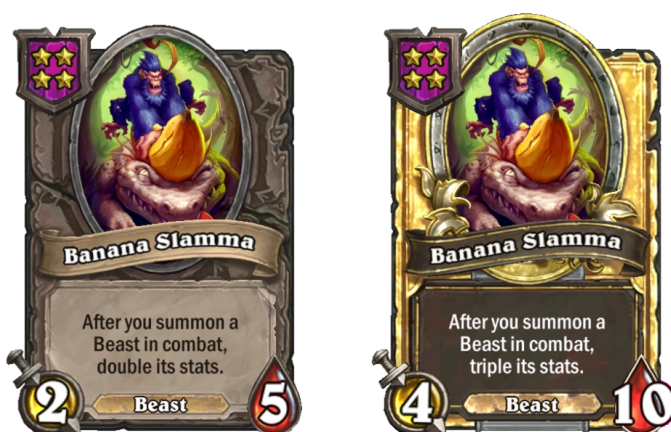 Banana Slamma
After you summon a
Beast in combat,
double its stats.
2
Beast
5
Banana Slamma
After you summon a
Beast in combat,
triple its stats.
4
Beast
10